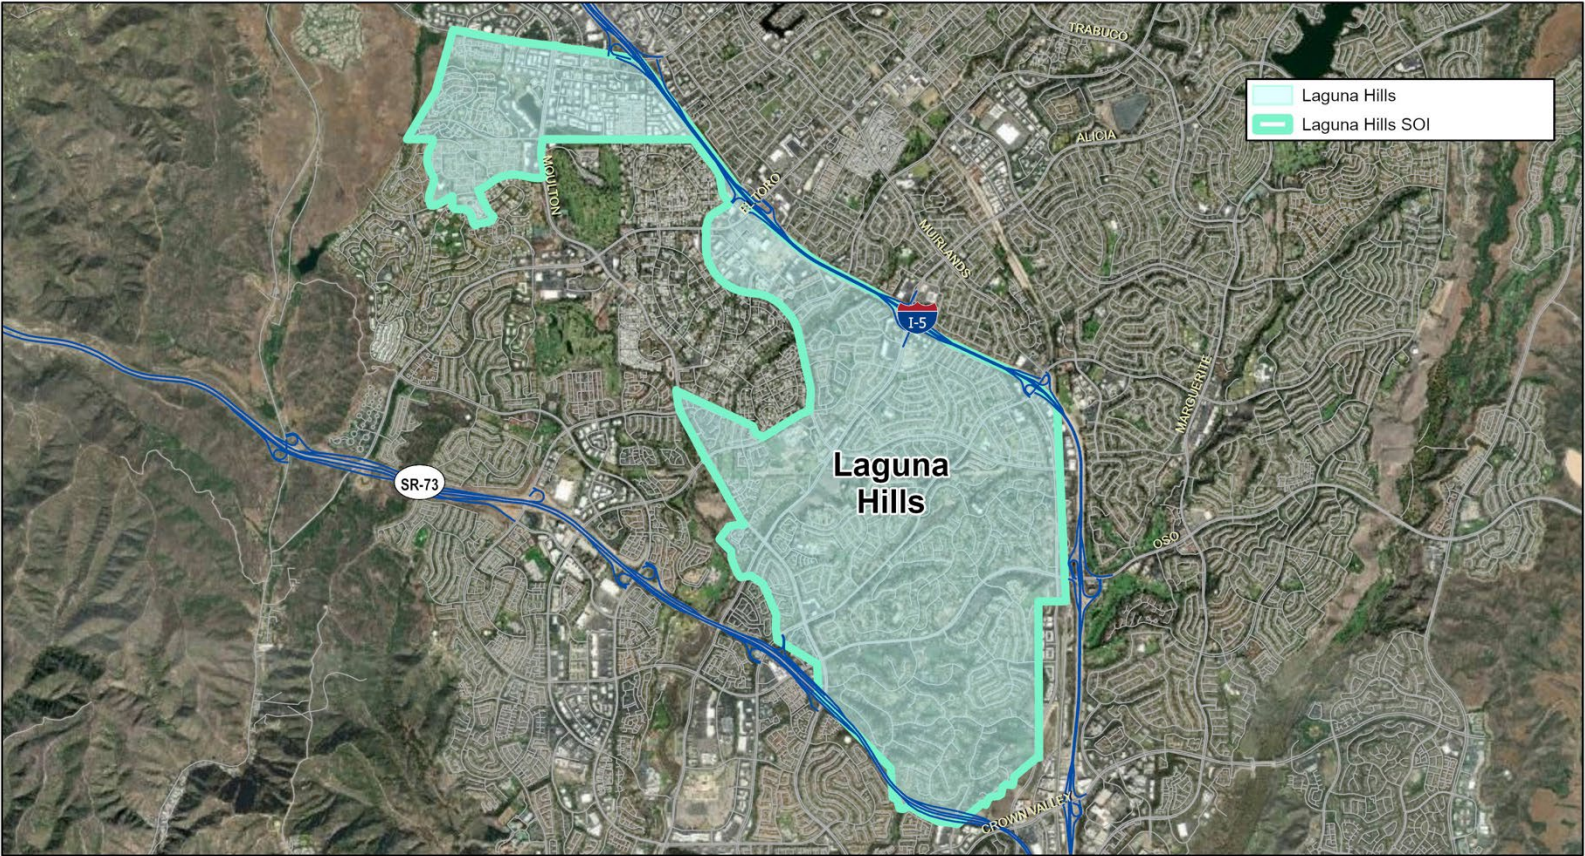 TRABUCO
Laguna Hills
Laguna Hills SOI
ALICIA
MOULTON
EL TORO
MUIRLANDS
I-5
MARGUERITE
Laguna
Hills
SR-73
OSO
CROWN VALLEY